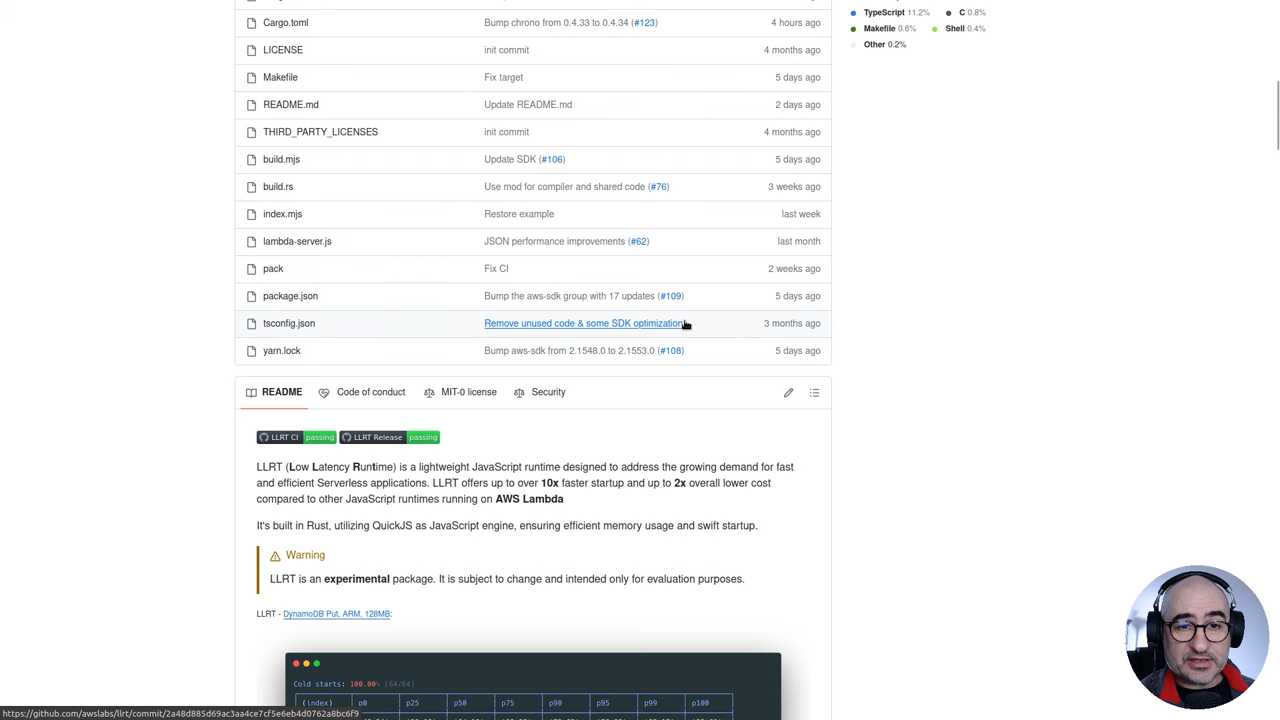 Cargo.toml Bump chrono from 0.4.33 to 0.4.34 (#123) 4 hours ago
LICENSE init commit 4 months ago
Makefile Fix target 5 days ago
README.md Update README.md 2 days ago
THIRD_PARTY_LICENSES init commit 4 months ago
build.mjs Update SDK (#106) 5 days ago
build.rs Use mod for compiler and shared code (#76) 3 weeks ago
index.mjs Restore example last week
lambda-server.js JSON performance improvements (#62) last month
pack Fix CI 2 weeks ago
package.json Bump the aws-sdk group with 17 updates (#109) 5 days ago
tsconfig.json Remove unused code & some SDK optimization 3 months ago
yarn.lock Bump aws-sdk from 2.1548.0 to 2.1553.0 (#108) 5 days ago
TypeScript 11.2% C 0.8%
Makefile 0.6% Shell 0.4%
Other 0.2%
README Code of conduct MIT-0 license Security
LLRT CI passing LLRT Release passing
LLRT (Low Latency Runtime) is a lightweight JavaScript runtime designed to address the growing demand for fast
and efficient Serverless applications. LLRT offers up to over 10x faster startup and up to 2x overall lower cost
compared to other JavaScript runtimes running on AWS Lambda
It's built in Rust, utilizing QuickJS as JavaScript engine, ensuring efficient memory usage and swift startup.
Warning
LLRT is an experimental package. It is subject to change and intended only for evaluation purposes.
LLRT - DynamoDB Put, ARM, 128MB:
Cold starts: 100.00% (64/64)
(index) p0 p25 p50 p75 p90 p95 p99 p100
https://github.com/awslabs/llrt/commit/2a48d885d69ac3aa4ce7cf5e6eb4d0762a8bc6f9